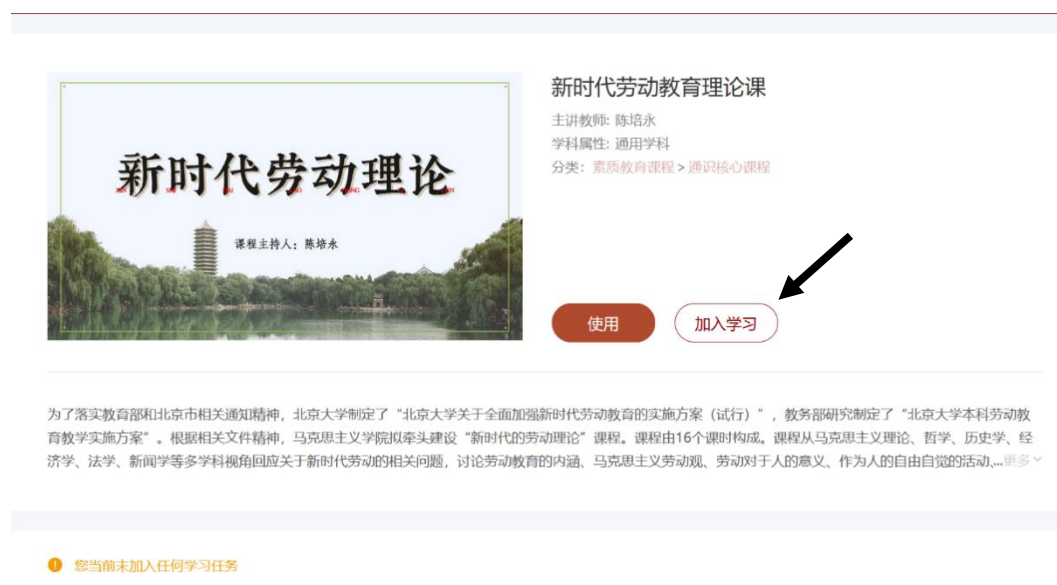 新时代劳动理论
课程主持人：陈培永
新时代劳动教育理论课
主讲教师: 陈培永
学科属性: 通用学科
分类：素质教育课程 > 通识核心课程
使用
加入学习
为了落实教育部和北京市相关通知精神，北京大学制定了“北京大学关于全面加强新时代劳动教育的实施方案（试行）”，教务部研究制定了“北京大学本科劳动教
育教学实施方案”。根据相关文件精神，马克思主义学院拟牵头建设“新时代的劳动理论”课程。课程由16个课时构成。课程从马克思主义理论、哲学、历史学、经
济学、法学、新闻学等多学科视角回应关于新时代劳动的相关问题，讨论劳动教育的内涵、马克思主义劳动观、劳动对于人的意义、作为人的自由自觉的活动、...更多
您当前未加入任何学习任务